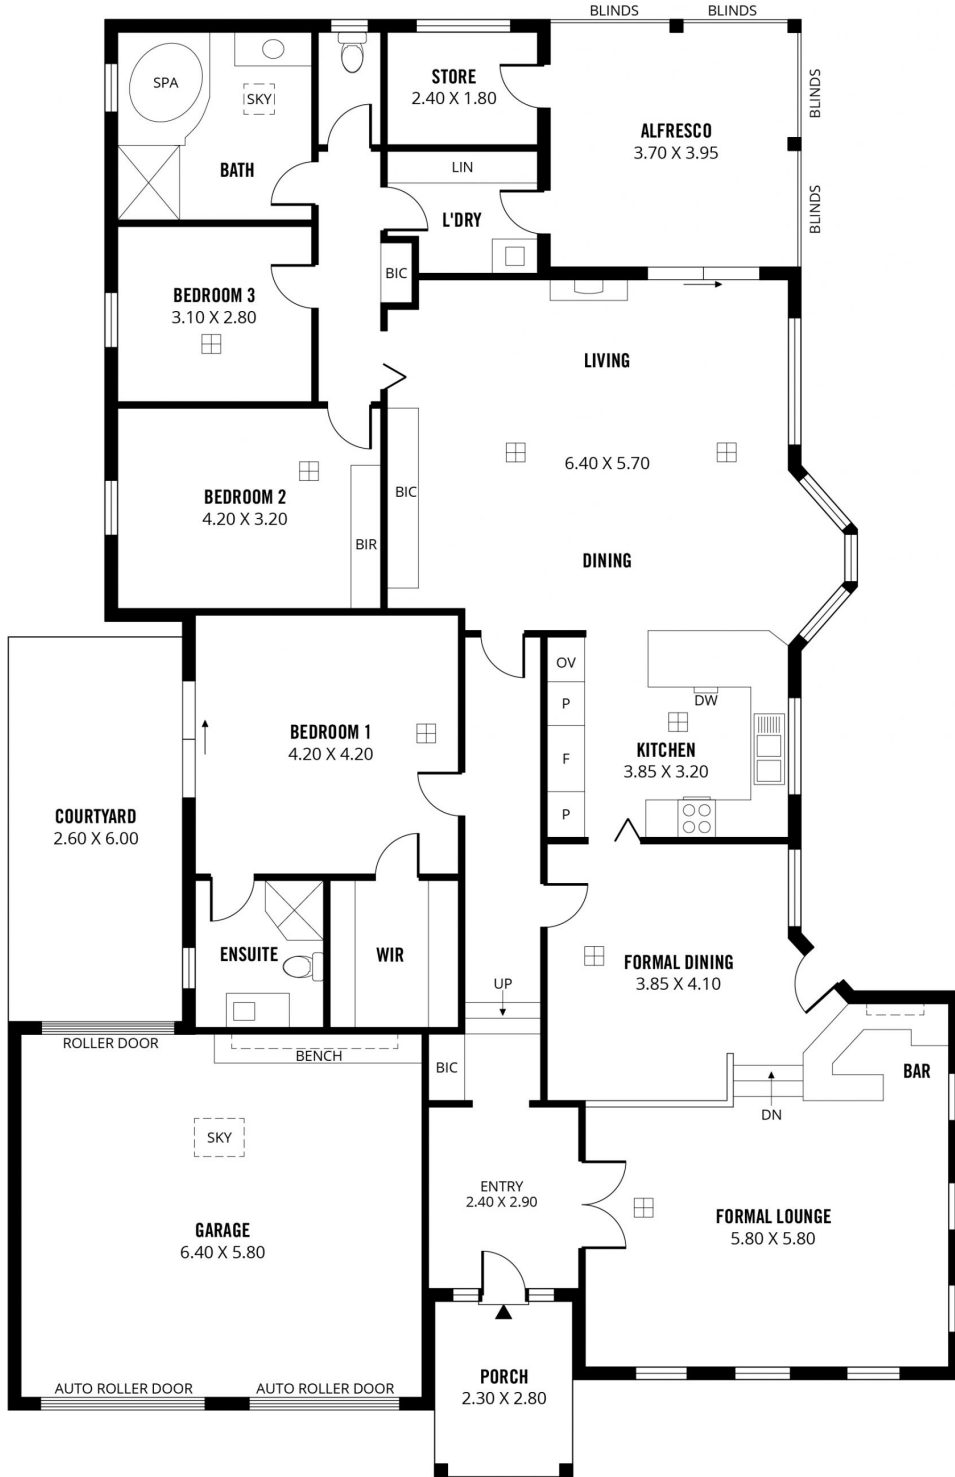 BLINDS
BLINDS
SPA
SKY
BATH
STORE
2.40 X 1.80
ALFRESCO
3.70 X 3.95
BLINDS
BLINDS
LIN
L'DRY
BIC
BEDROOM 3
3.10 X 2.80
LIVING
6.40 X 5.70
DINING
BEDROOM 2
4.20 X 3.20
BIR
BIC
OV
P
F
P
DW
KITCHEN
3.85 X 3.20
BEDROOM 1
4.20 X 4.20
COURTYARD
2.60 X 6.00
ENSUITE
WIR
UP
FORMAL DINING
3.85 X 4.10
ROLLER DOOR
BENCH
BIC
BAR
DN
SKY
ENTRY
2.40 X 2.90
GARAGE
6.40 X 5.80
FORMAL LOUNGE
5.80 X 5.80
AUTO ROLLER DOOR
AUTO ROLLER DOOR
PORCH
2.30 X 2.80